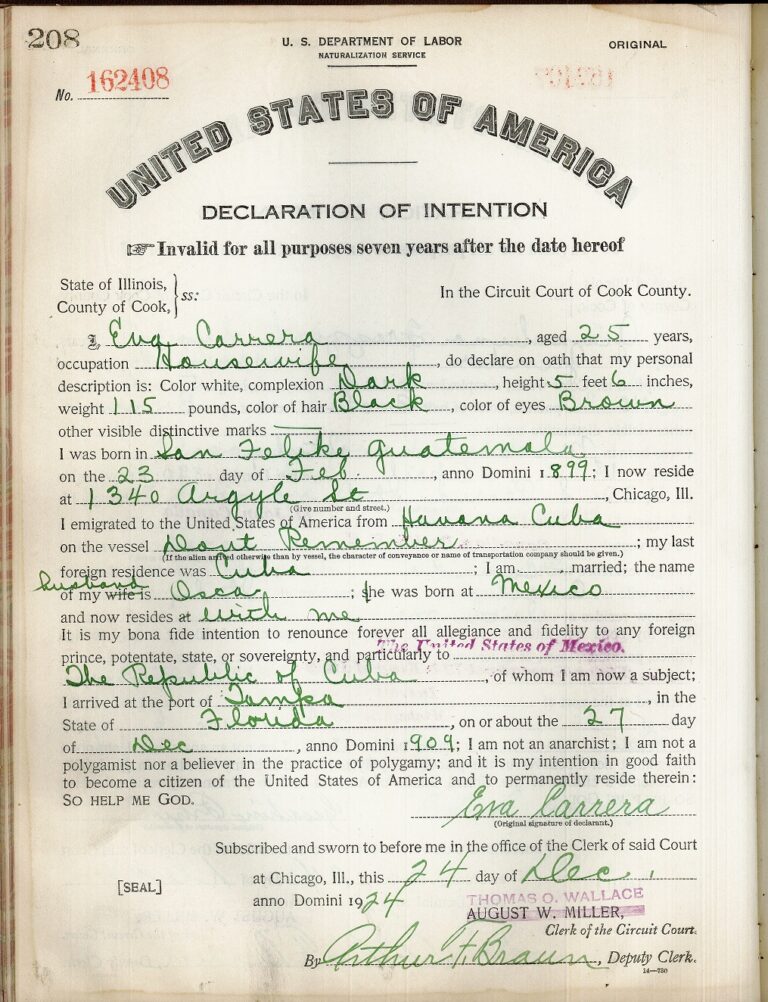 208
U. S. DEPARTMENT OF LABOR
NATURALIZATION SERVICE
ORIGINAL
No. 162408
UNITED STATES OF AMERICA
DECLARATION OF INTENTION
☞ Invalid for all purposes seven years after the date hereof
State of Illinois,
County of Cook, } ss:
In the Circuit Court of Cook County.
I, Eva Carrera, aged 25 years,
occupation Housewife, do declare on oath that my personal
description is: Color white, complexion Dark, height 5 feet 6 inches,
weight 115 pounds, color of hair Black, color of eyes Brown
other visible distinctive marks —
I was born in San Felike Guatemala
on the 23 day of Feb., anno Domini 1899; I now reside
at 1340 Argyle St, Chicago, Ill.
(Give number and street.)
I emigrated to the United States of America from Havana Cuba
on the vessel Dont Remember; my last
(If the alien arrived otherwise than by vessel, the character of conveyance or name of transportation company should be given.)
foreign residence was Cuba; I am married; the name
husband
of my wife is Oscar; she was born at Mexico
and now resides at with me
It is my bona fide intention to renounce forever all allegiance and fidelity to any foreign
prince, potentate, state, or sovereignty, and particularly to The United States of Mexico.
The Republic of Cuba, of whom I am now a subject;
I arrived at the port of Tampa, in the
State of Florida, on or about the 27 day
of Dec, anno Domini 1909; I am not an anarchist; I am not a
polygamist nor a believer in the practice of polygamy; and it is my intention in good faith
to become a citizen of the United States of America and to permanently reside therein:
SO HELP ME GOD.
Eva Carrera
(Original signature of declarant.)
Subscribed and sworn to before me in the office of the Clerk of said Court
at Chicago, Ill., this 24 day of Dec.,
[SEAL]
anno Domini 1924
THOMAS O. WALLACE
AUGUST W. MILLER,
Clerk of the Circuit Court.
By Arthur F. Braun, Deputy Clerk.
14—780